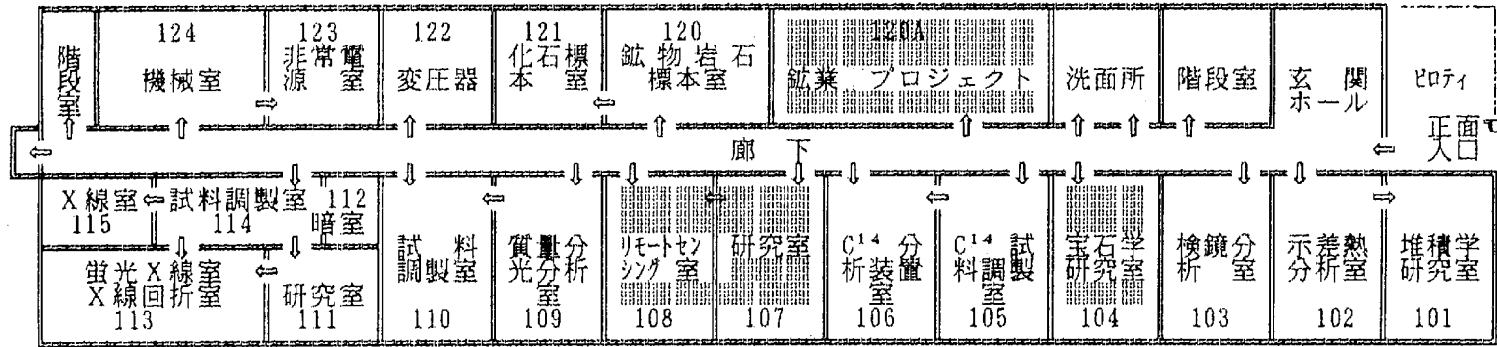 階段室
124
機械室
123
非常電
源室
122
変圧器
121
化石標
本室
120
鉱物岩石
標本室
120A
鉱業 プロジェクト
洗面所
階段室
玄関
ホール
ピロティ
正面
入口
廊下
X線室
115
試料調製室
114
112
暗室
蛍光X線室
X線回折室
113
研究室
111
試料
調製室
110
質量分
光分析
室
109
リモートセン
シング室
108
研究室
107
C14分
析装置
室
106
C14試
料調製
室
105
宝石学
研究室
104
検鏡分
析室
103
示差熱
分析室
102
堆積学
研究室
101